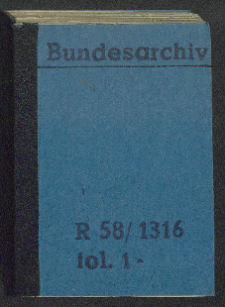 Bundesarchiv
R 58/ 1316
fol. 1-